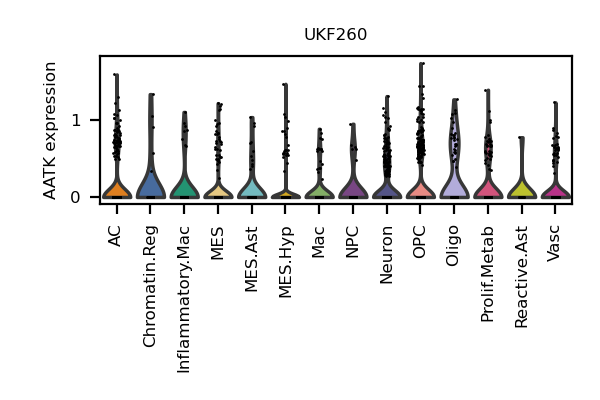 UKF260
AATK expression
1
0
AC
Chromatin.Reg
Inflammatory.Mac
MES
MES.Ast
MES.Hyp
Mac
NPC
Neuron
OPC
Oligo
Prolif.Metab
Reactive.Ast
Vasc